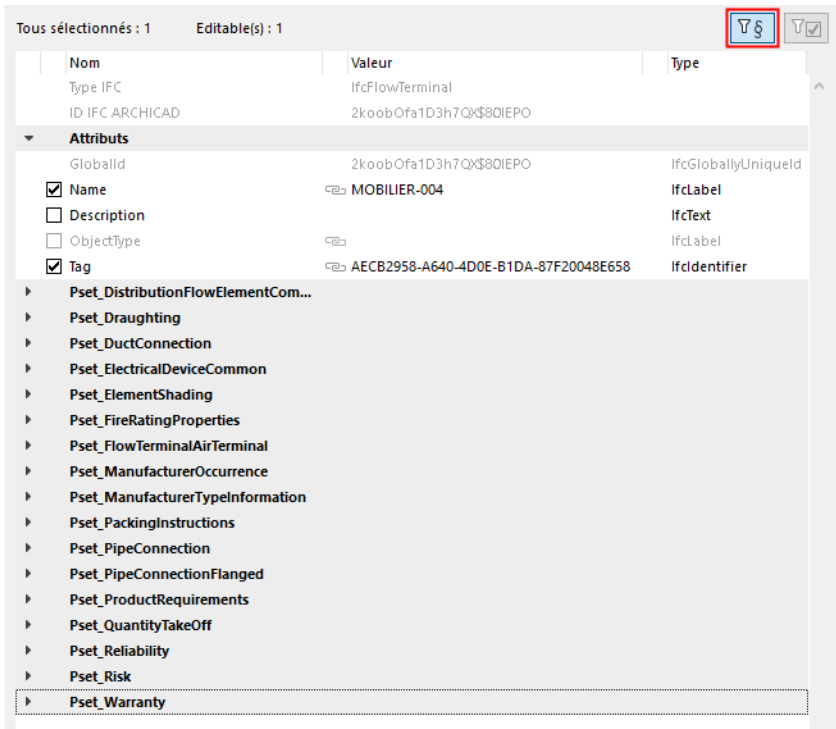 Tous sélectionnés : 1 Editable(s) : 1
Nom Valeur Type
Type IFC IfcFlowTerminal
ID IFC ARCHICAD 2koobOfa1D3h7QX$80IEPO
Attributs
GlobalId 2koobOfa1D3h7QX$80IEPO IfcGloballyUniqueId
Name MOBILIER-004 IfcLabel
Description IfcText
ObjectType IfcLabel
Tag AECB2958-A640-4D0E-B1DA-87F20048E658 IfcIdentifier
Pset_DistributionFlowElementCom...
Pset_Draughting
Pset_DuctConnection
Pset_ElectricalDeviceCommon
Pset_ElementShading
Pset_FireRatingProperties
Pset_FlowTerminalAirTerminal
Pset_ManufacturerOccurrence
Pset_ManufacturerTypeInformation
Pset_PackingInstructions
Pset_PipeConnection
Pset_PipeConnectionFlanged
Pset_ProductRequirements
Pset_QuantityTakeOff
Pset_Reliability
Pset_Risk
Pset_Warranty